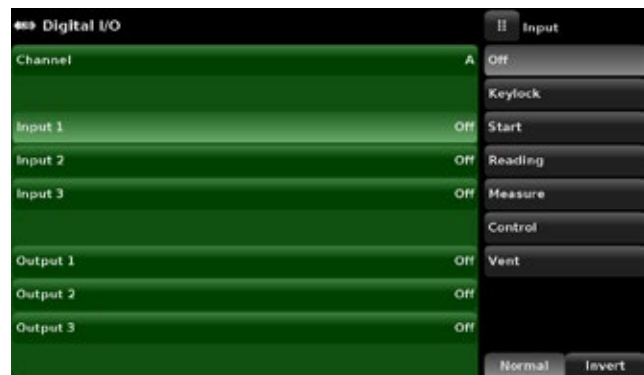 Digital I/O
Channel A
Input 1 Off
Input 2 Off
Input 3 Off
Output 1 Off
Output 2 Off
Output 3 Off
Input
Off
Keylock
Start
Reading
Measure
Control
Vent
Normal Invert